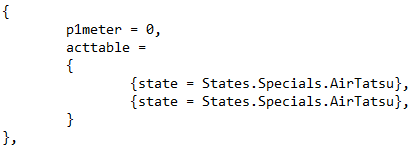 {
p1meter = 0,
acttable =
{
{state = States.Specials.AirTatsu},
{state = States.Specials.AirTatsu},
}
},